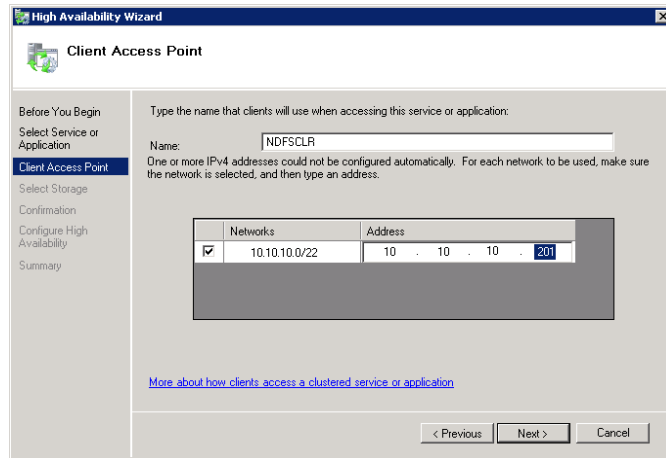 High Availability Wizard
Client Access Point
Before You Begin
Select Service or
Application
Client Access Point
Select Storage
Confirmation
Configure High
Availability
Summary
Type the name that clients will use when accessing this service or application:
Name:
NDFSCLR
One or more IPv4 addresses could not be configured automatically. For each network to be used, make sure
the network is selected, and then type an address.
Networks Address
10.10.10.0/22 10 . 10 . 10 . 201
More about how clients access a clustered service or application
< Previous Next > Cancel